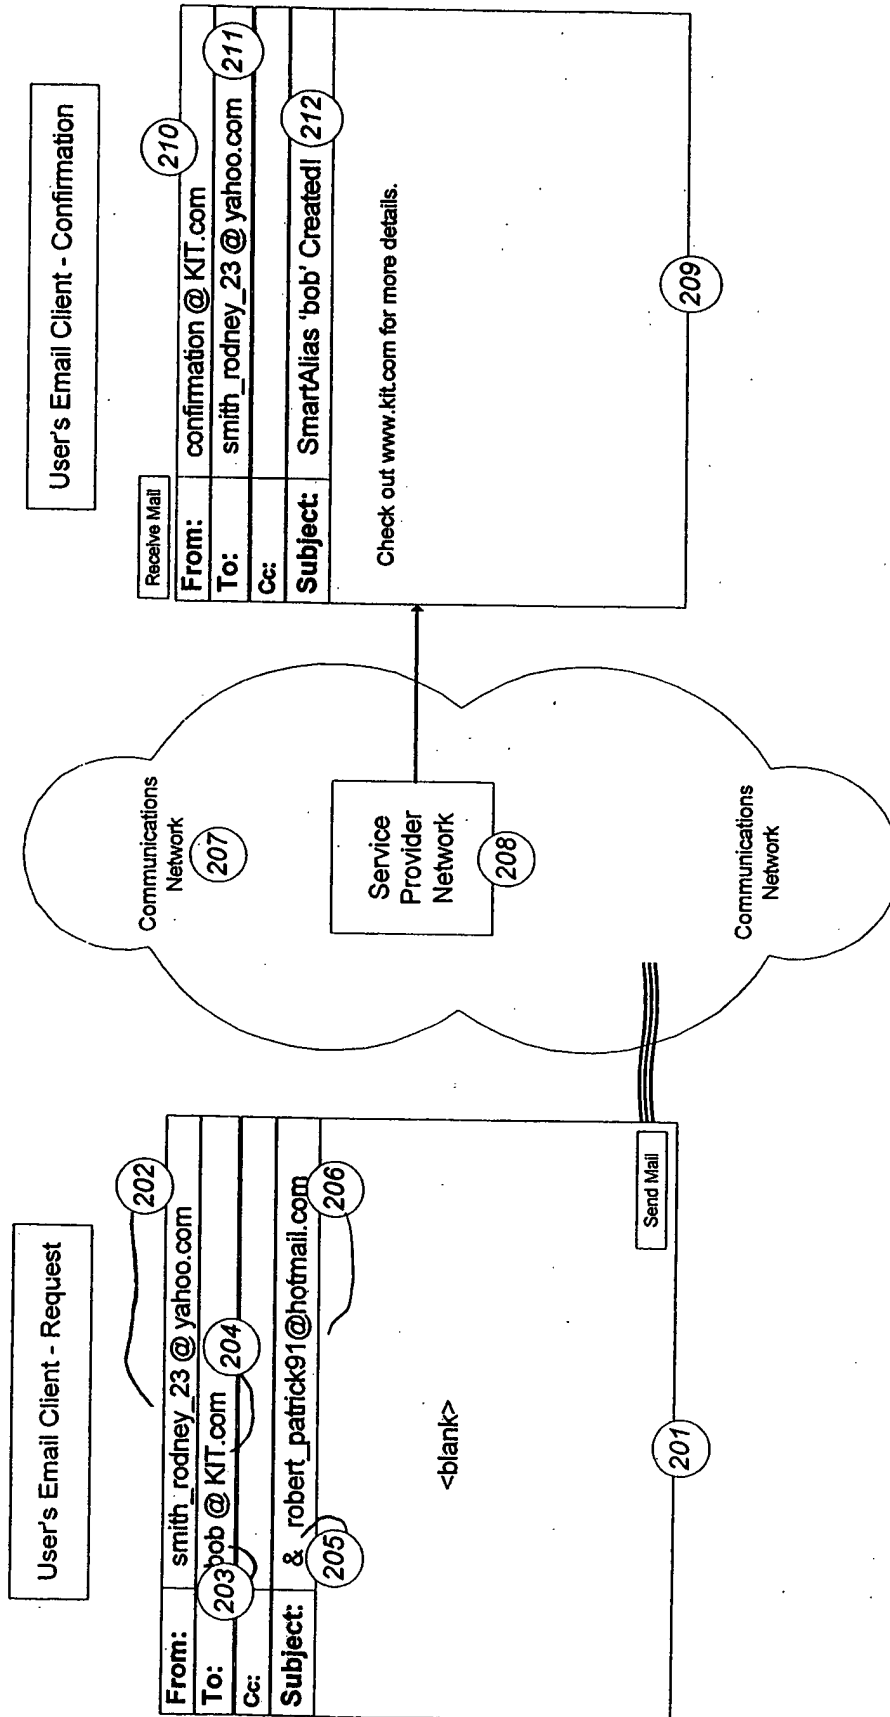 User's Email Client - Request
202
From: smith_rodney_23 @ yahoo.com
To: bob @ KIT.com
203
204
Cc:
Subject: & robert_patrick91@hotmail.com
205
206
<blank>
Send Mail
201
Communications
Network
207
Service
Provider
Network
208
Communications
Network
User's Email Client - Confirmation
Receive Mail
210
From: confirmation @ KIT.com
To: smith_rodney_23 @ yahoo.com
211
Cc:
Subject: SmartAlias 'bob' Created!
212
Check out www.kit.com for more details.
209